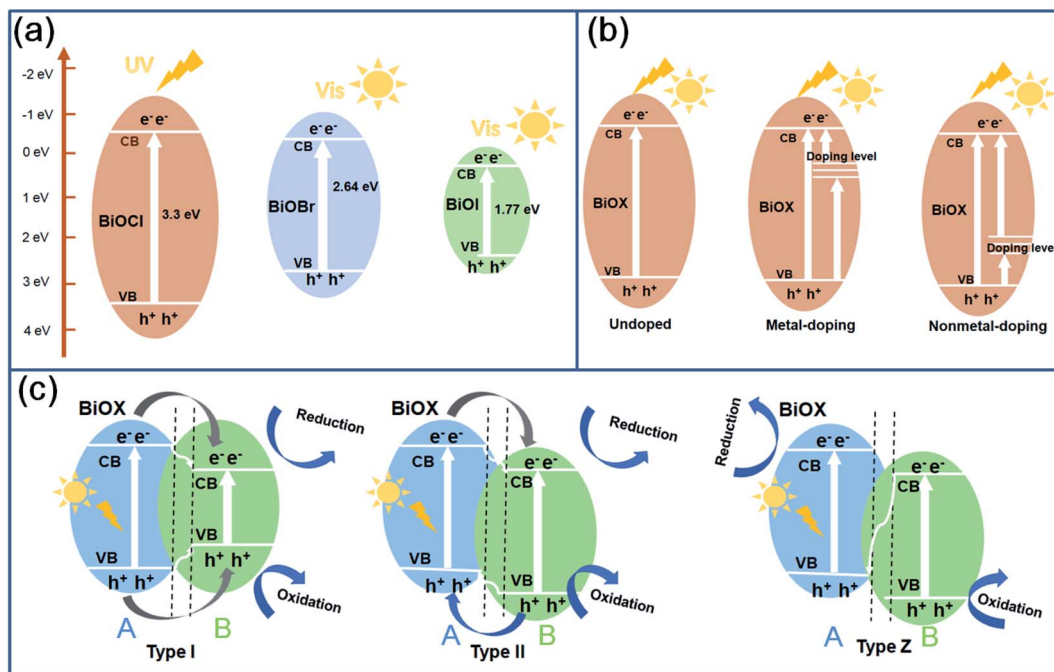 (a)
UV
Vis
Vis
-2 eV
-1 eV
0 eV
1 eV
2 eV
3 eV
4 eV
e⁻ e⁻
CB
BiOCl
3.3 eV
VB
h⁺ h⁺
e⁻ e⁻
CB
BiOBr
2.64 eV
VB
h⁺ h⁺
e⁻ e⁻
CB
BiOI
1.77 eV
VB
h⁺ h⁺
(b)
e⁻ e⁻
CB
BiOX
VB
h⁺ h⁺
Undoped
e⁻ e⁻
CB
Doping level
BiOX
VB
h⁺ h⁺
Metal-doping
e⁻ e⁻
CB
BiOX
Doping level
VB
h⁺ h⁺
Nonmetal-doping
(c)
BiOX
e⁻ e⁻
CB
VB
h⁺ h⁺
A
e⁻ e⁻
CB
VB
h⁺ h⁺
B
Reduction
Oxidation
Type I
BiOX
e⁻ e⁻
CB
VB
h⁺ h⁺
A
e⁻ e⁻
CB
VB
h⁺ h⁺
B
Reduction
Oxidation
Type II
Reduction
BiOX
e⁻ e⁻
CB
VB
h⁺ h⁺
A
e⁻ e⁻
CB
VB
h⁺ h⁺
B
Oxidation
Type Z